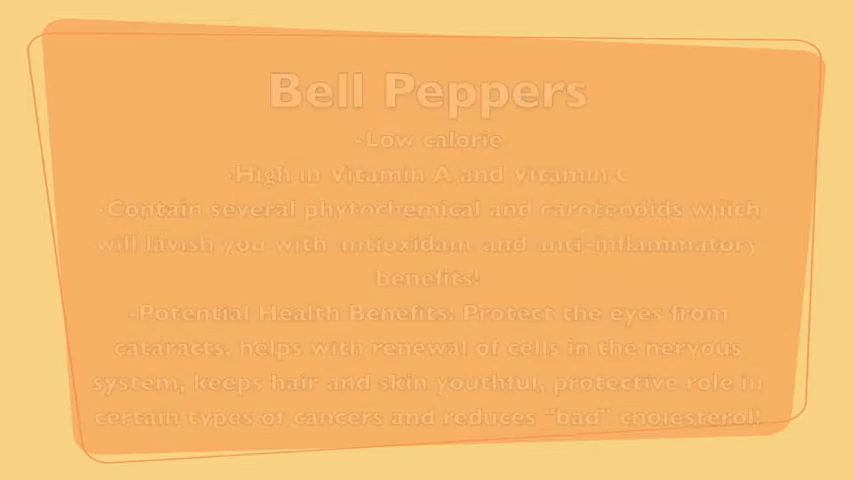 Bell Peppers
-Low calorie
-High in Vitamin A and Vitamin C
-Contain several phytochemical and carotenoids which
will lavish you with antioxidant and anti-inflammatory
benefits!
-Potential Health Benefits: Protect the eyes from
cataracts, helps with renewal of cells in the nervous
system, keeps hair and skin youthful, protective role in
certain types of cancers and reduces "bad" cholesterol!